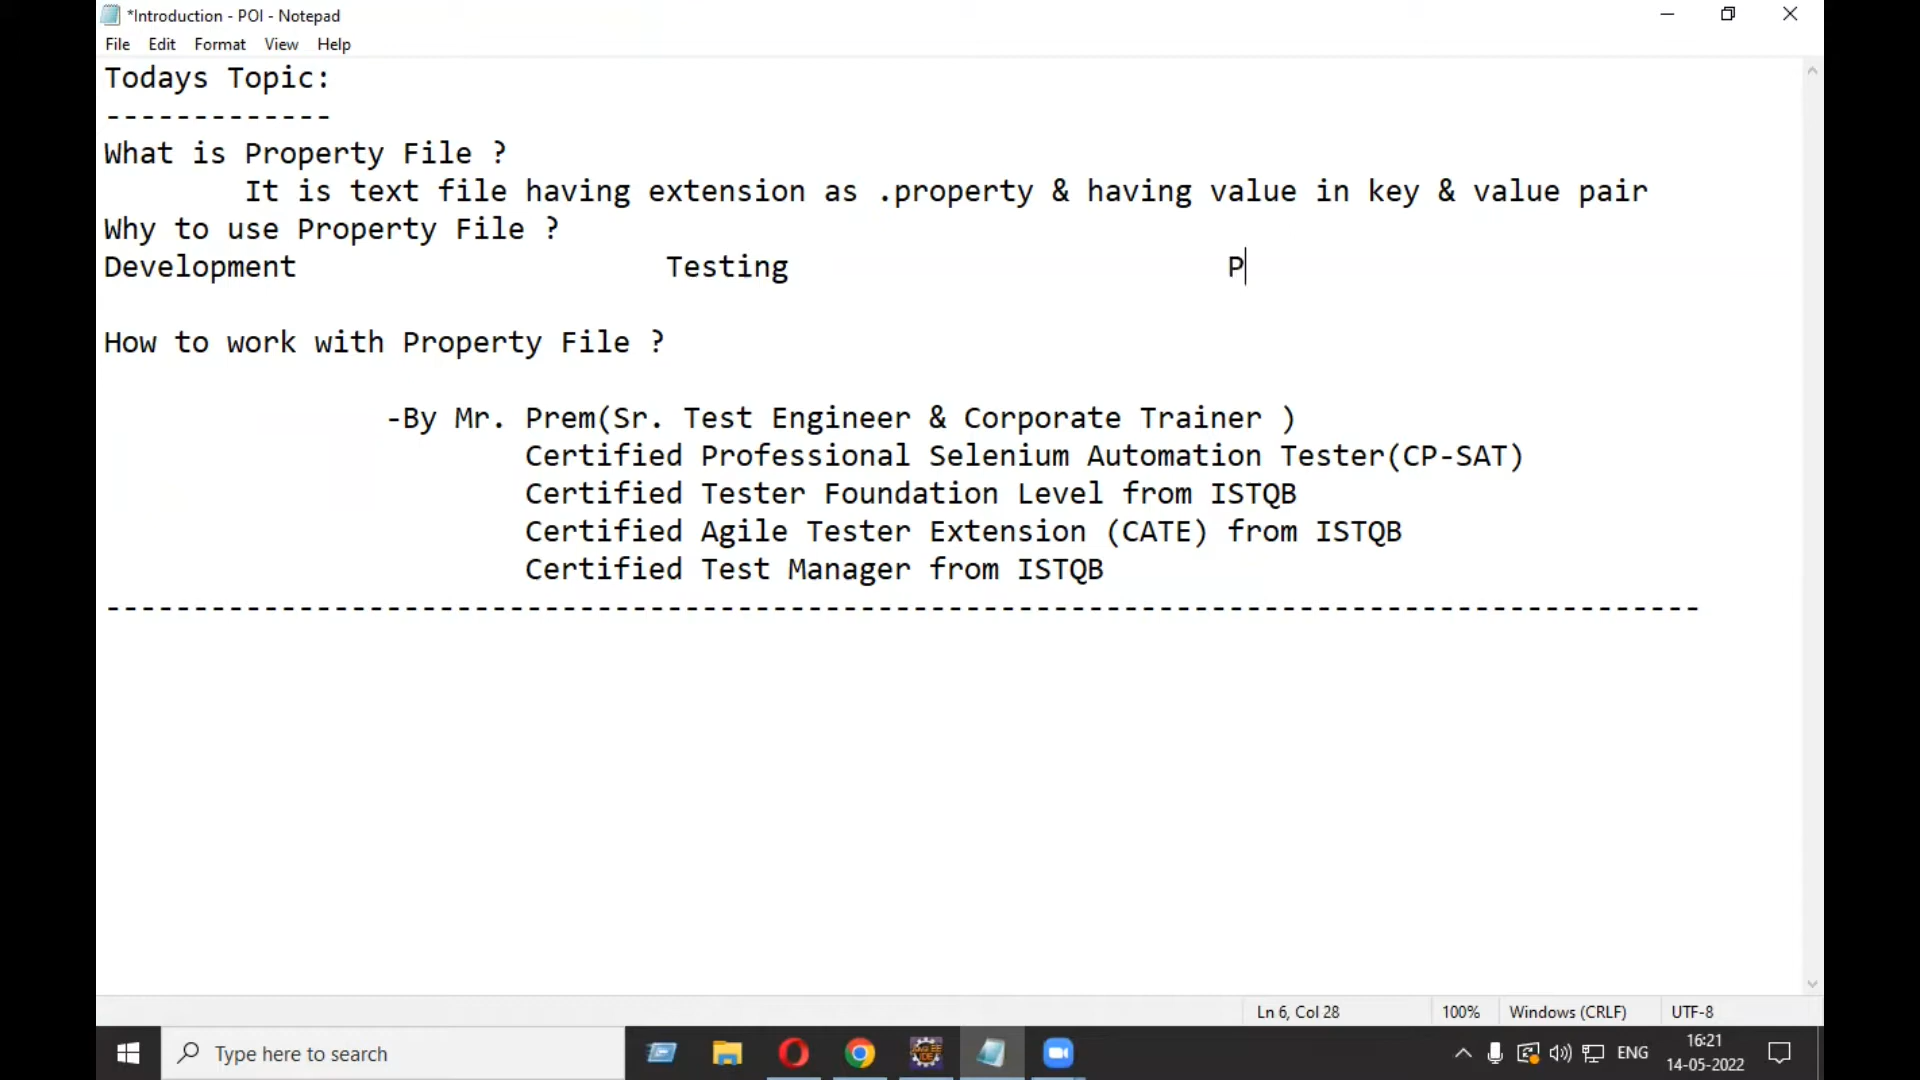 *Introduction - POI - Notepad
File Edit Format View Help
Todays Topic:
-------------
What is Property File ?
It is text file having extension as .property & having value in key & value pair
Why to use Property File ?
Development Testing P
How to work with Property File ?
-By Mr. Prem(Sr. Test Engineer & Corporate Trainer )
Certified Professional Selenium Automation Tester(CP-SAT)
Certified Tester Foundation Level from ISTQB
Certified Agile Tester Extension (CATE) from ISTQB
Certified Test Manager from ISTQB
-------------------------------------------------------------------------------------------
Ln 6, Col 28 100% Windows (CRLF) UTF-8
Type here to search ENG 16:21
14-05-2022